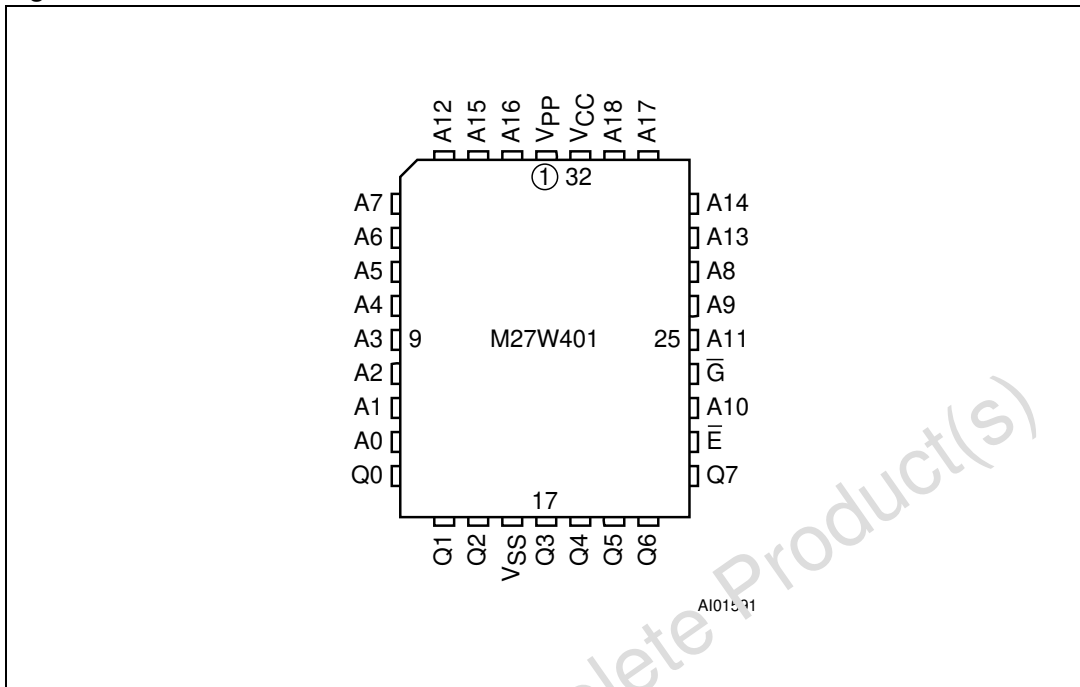 A12 A15 A16 VPP VCC A18 A17
1 32
A7 A14
A6 A13
A5 A8
A4 A9
A3 9 M27W401 25 A11
A2 G̅
A1 A10
A0 E̅
Q0 Q7
17
Q1 Q2 VSS Q3 Q4 Q5 Q6
lete Product(s)